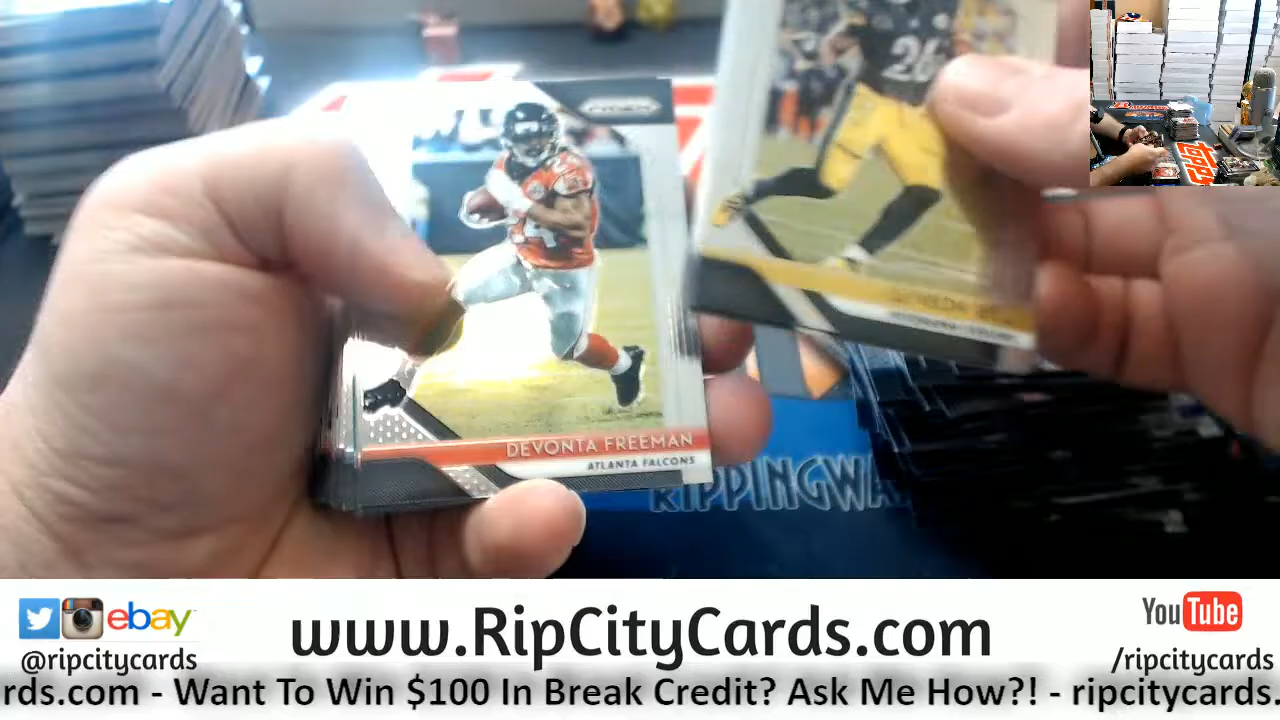 PRIZM
26
DEVONTA FREEMAN
ATLANTA FALCONS
RIPPINGWA
ebay
www.RipCityCards.com
YouTube
@ripcitycards
/ripcitycards
rds.com - Want To Win $100 In Break Credit? Ask Me How?! - ripcitycards.